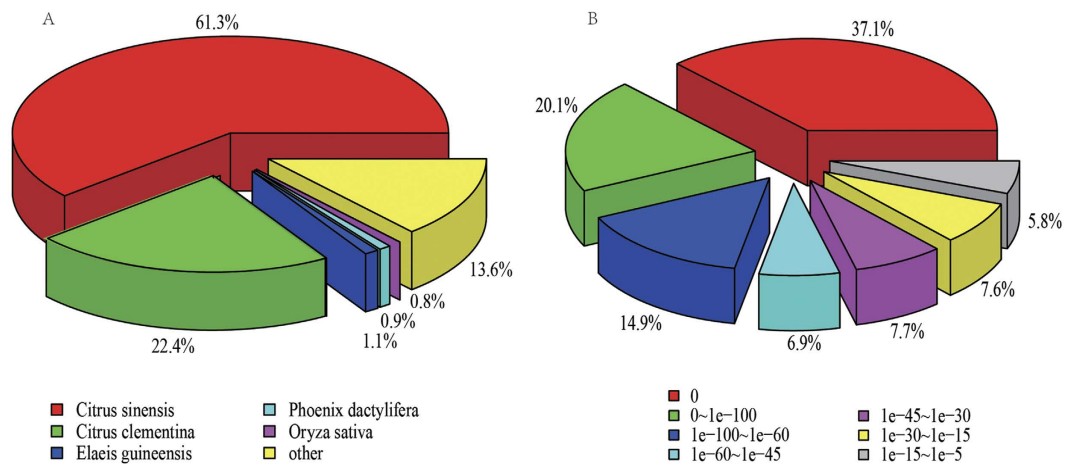 A
61.3%
13.6%
0.8%
0.9%
1.1%
22.4%
Citrus sinensis
Citrus clementina
Elaeis guineensis
Phoenix dactylifera
Oryza sativa
other
B
37.1%
20.1%
5.8%
7.6%
7.7%
6.9%
14.9%
0
0~1e−100
1e−100~1e−60
1e−60~1e−45
1e−45~1e−30
1e−30~1e−15
1e−15~1e−5